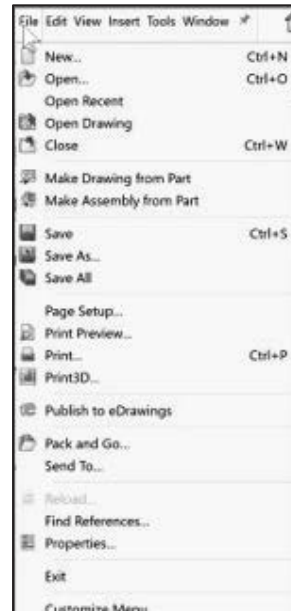 File Edit View Insert Tools Window
New... Ctrl+N
Open... Ctrl+O
Open Recent
Open Drawing
Close Ctrl+W
Make Drawing from Part
Make Assembly from Part
Save Ctrl+S
Save As...
Save All
Page Setup...
Print Preview...
Print... Ctrl+P
Print3D...
Publish to eDrawings
Pack and Go...
Send To...
Reload...
Find References...
Properties...
Exit
Customize Menu